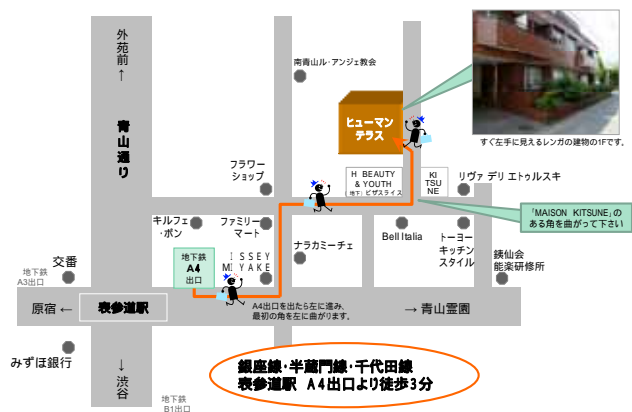 外苑前
↑
青山通り
南青山ル・アンジェ教会
ヒューマン
テラス
すぐ左手に見えるレンガの建物の1Fです。
フラワー
ショップ
H BEAUTY
& YOUTH
(地下)ピザスライス
KI
TSU
NE
リヴァ デリ エトゥルスキ
「MAISON KITSUNE」の
ある角を曲がって下さい
キルフェ
・ボン
ファミリー
マート
ISSEY
MIYAKE
ナラカミーチェ
Bell Italia
トーヨー
キッチン
スタイル
銕仙会
能楽研修所
交番
地下鉄
A3出口
地下鉄
A4
出口
A4出口を出たら左に進み、
最初の角を左に曲がります。
原宿 ←
表参道駅
→ 青山霊園
みずほ銀行
↓
渋谷
地下鉄
B1出口
銀座線・半蔵門線・千代田線
表参道駅 A4出口より徒歩3分